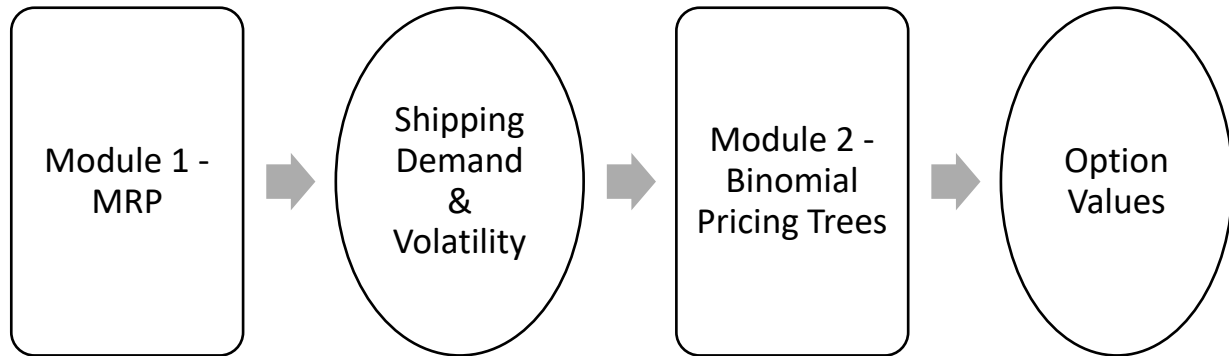 Module 1 -
MRP
Shipping
Demand
&
Volatility
Module 2 -
Binomial
Pricing Trees
Option
Values